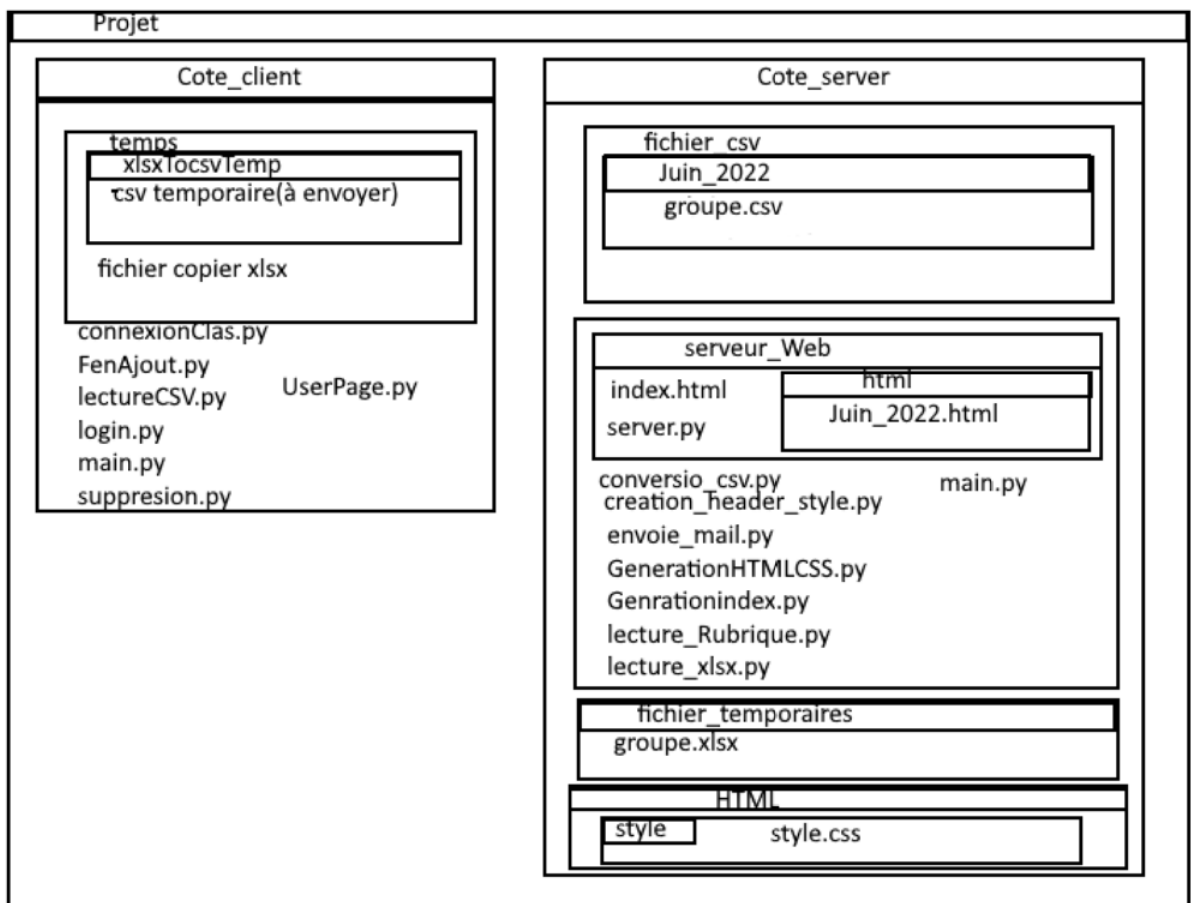 Projet
Cote_client
temps
xlsxTocsvTemp
csv temporaire(à envoyer)
fichier copier xlsx
connexionClas.py
FenAjout.py
lectureCSV.py
UserPage.py
login.py
main.py
suppresion.py
Cote_server
fichier_csv
Juin_2022
groupe.csv
serveur_Web
index.html
server.py
html
Juin_2022.html
conversio_csv.py
main.py
creation_header_style.py
envoie_mail.py
GenerationHTMLCSS.py
Genrationindex.py
lecture_Rubrique.py
lecture_xlsx.py
fichier_temporaires
groupe.xlsx
HTML
style
style.css